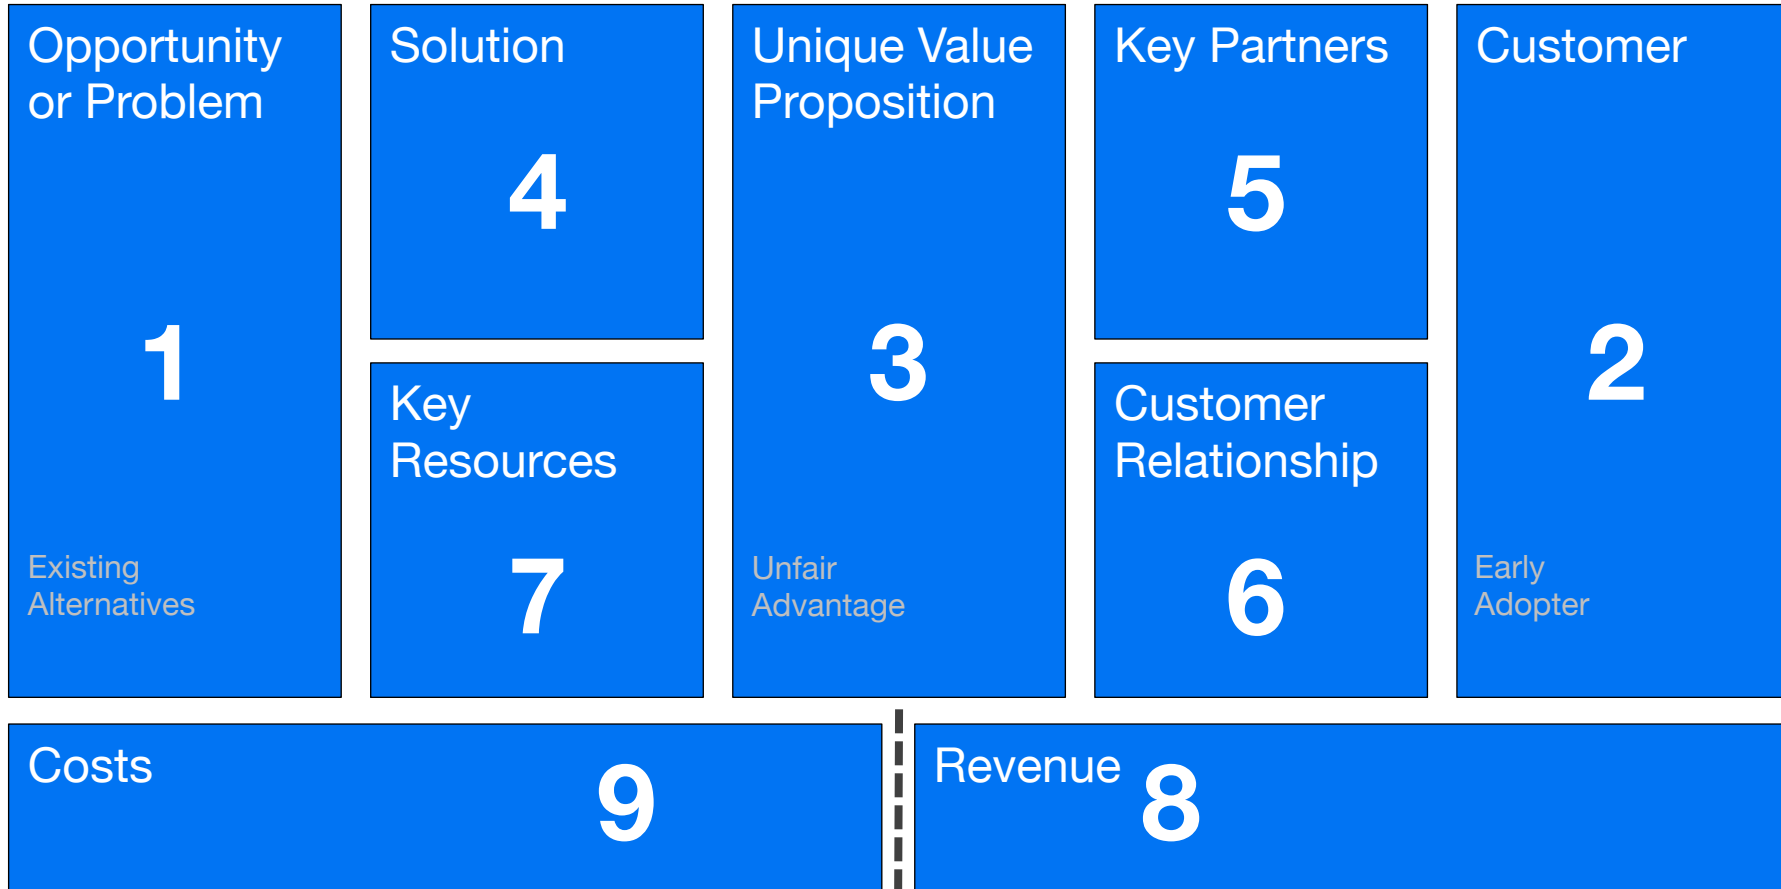 Opportunity
or Problem
1
Existing
Alternatives
Solution
4
Key
Resources
7
Unique Value
Proposition
3
Unfair
Advantage
Key Partners
5
Customer
Relationship
6
Customer
2
Early
Adopter
Costs
9
Revenue
8